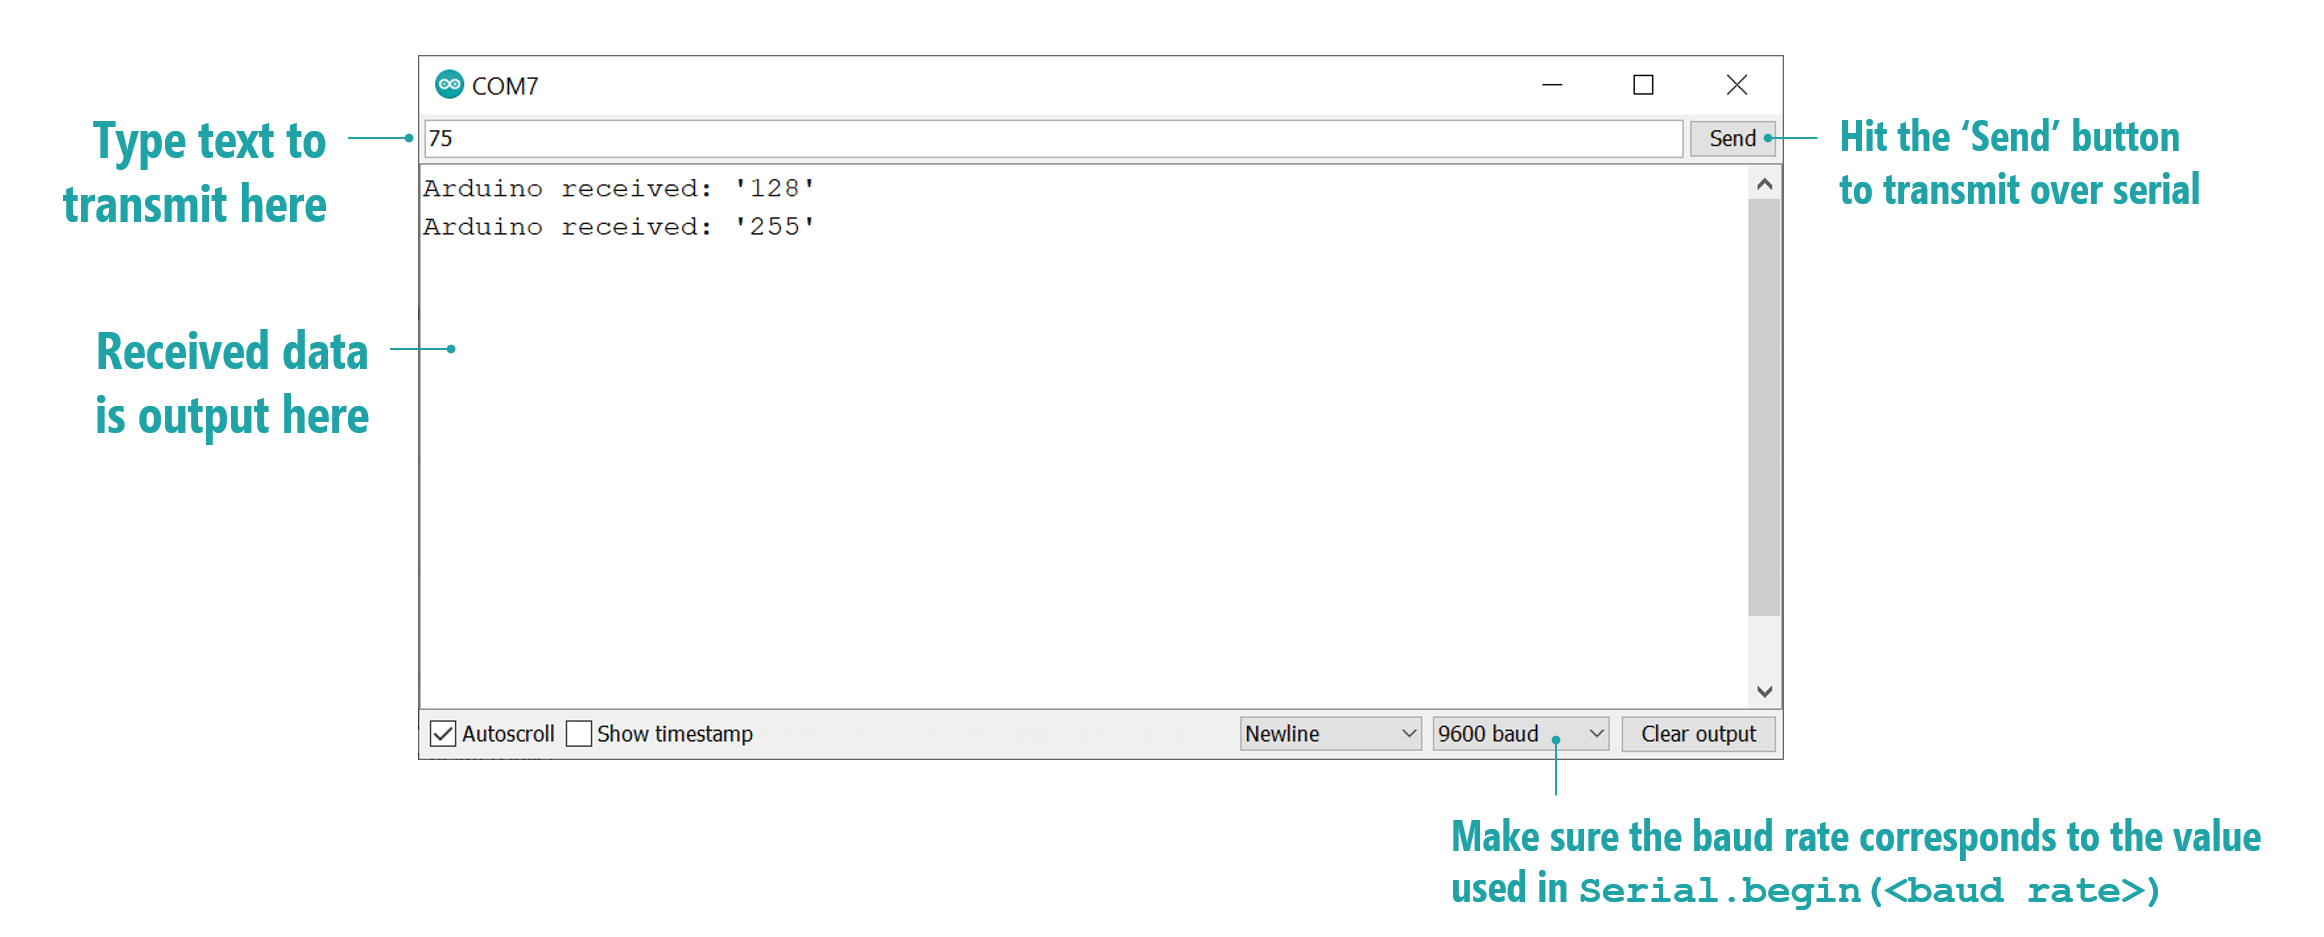 COM7
Type text to
transmit here
75
Send
Hit the ‘Send’ button
to transmit over serial
Arduino received: '128'
Arduino received: '255'
Received data
is output here
Autoscroll
Show timestamp
Newline
9600 baud
Clear output
Make sure the baud rate corresponds to the value
used in Serial.begin(<baud rate>)